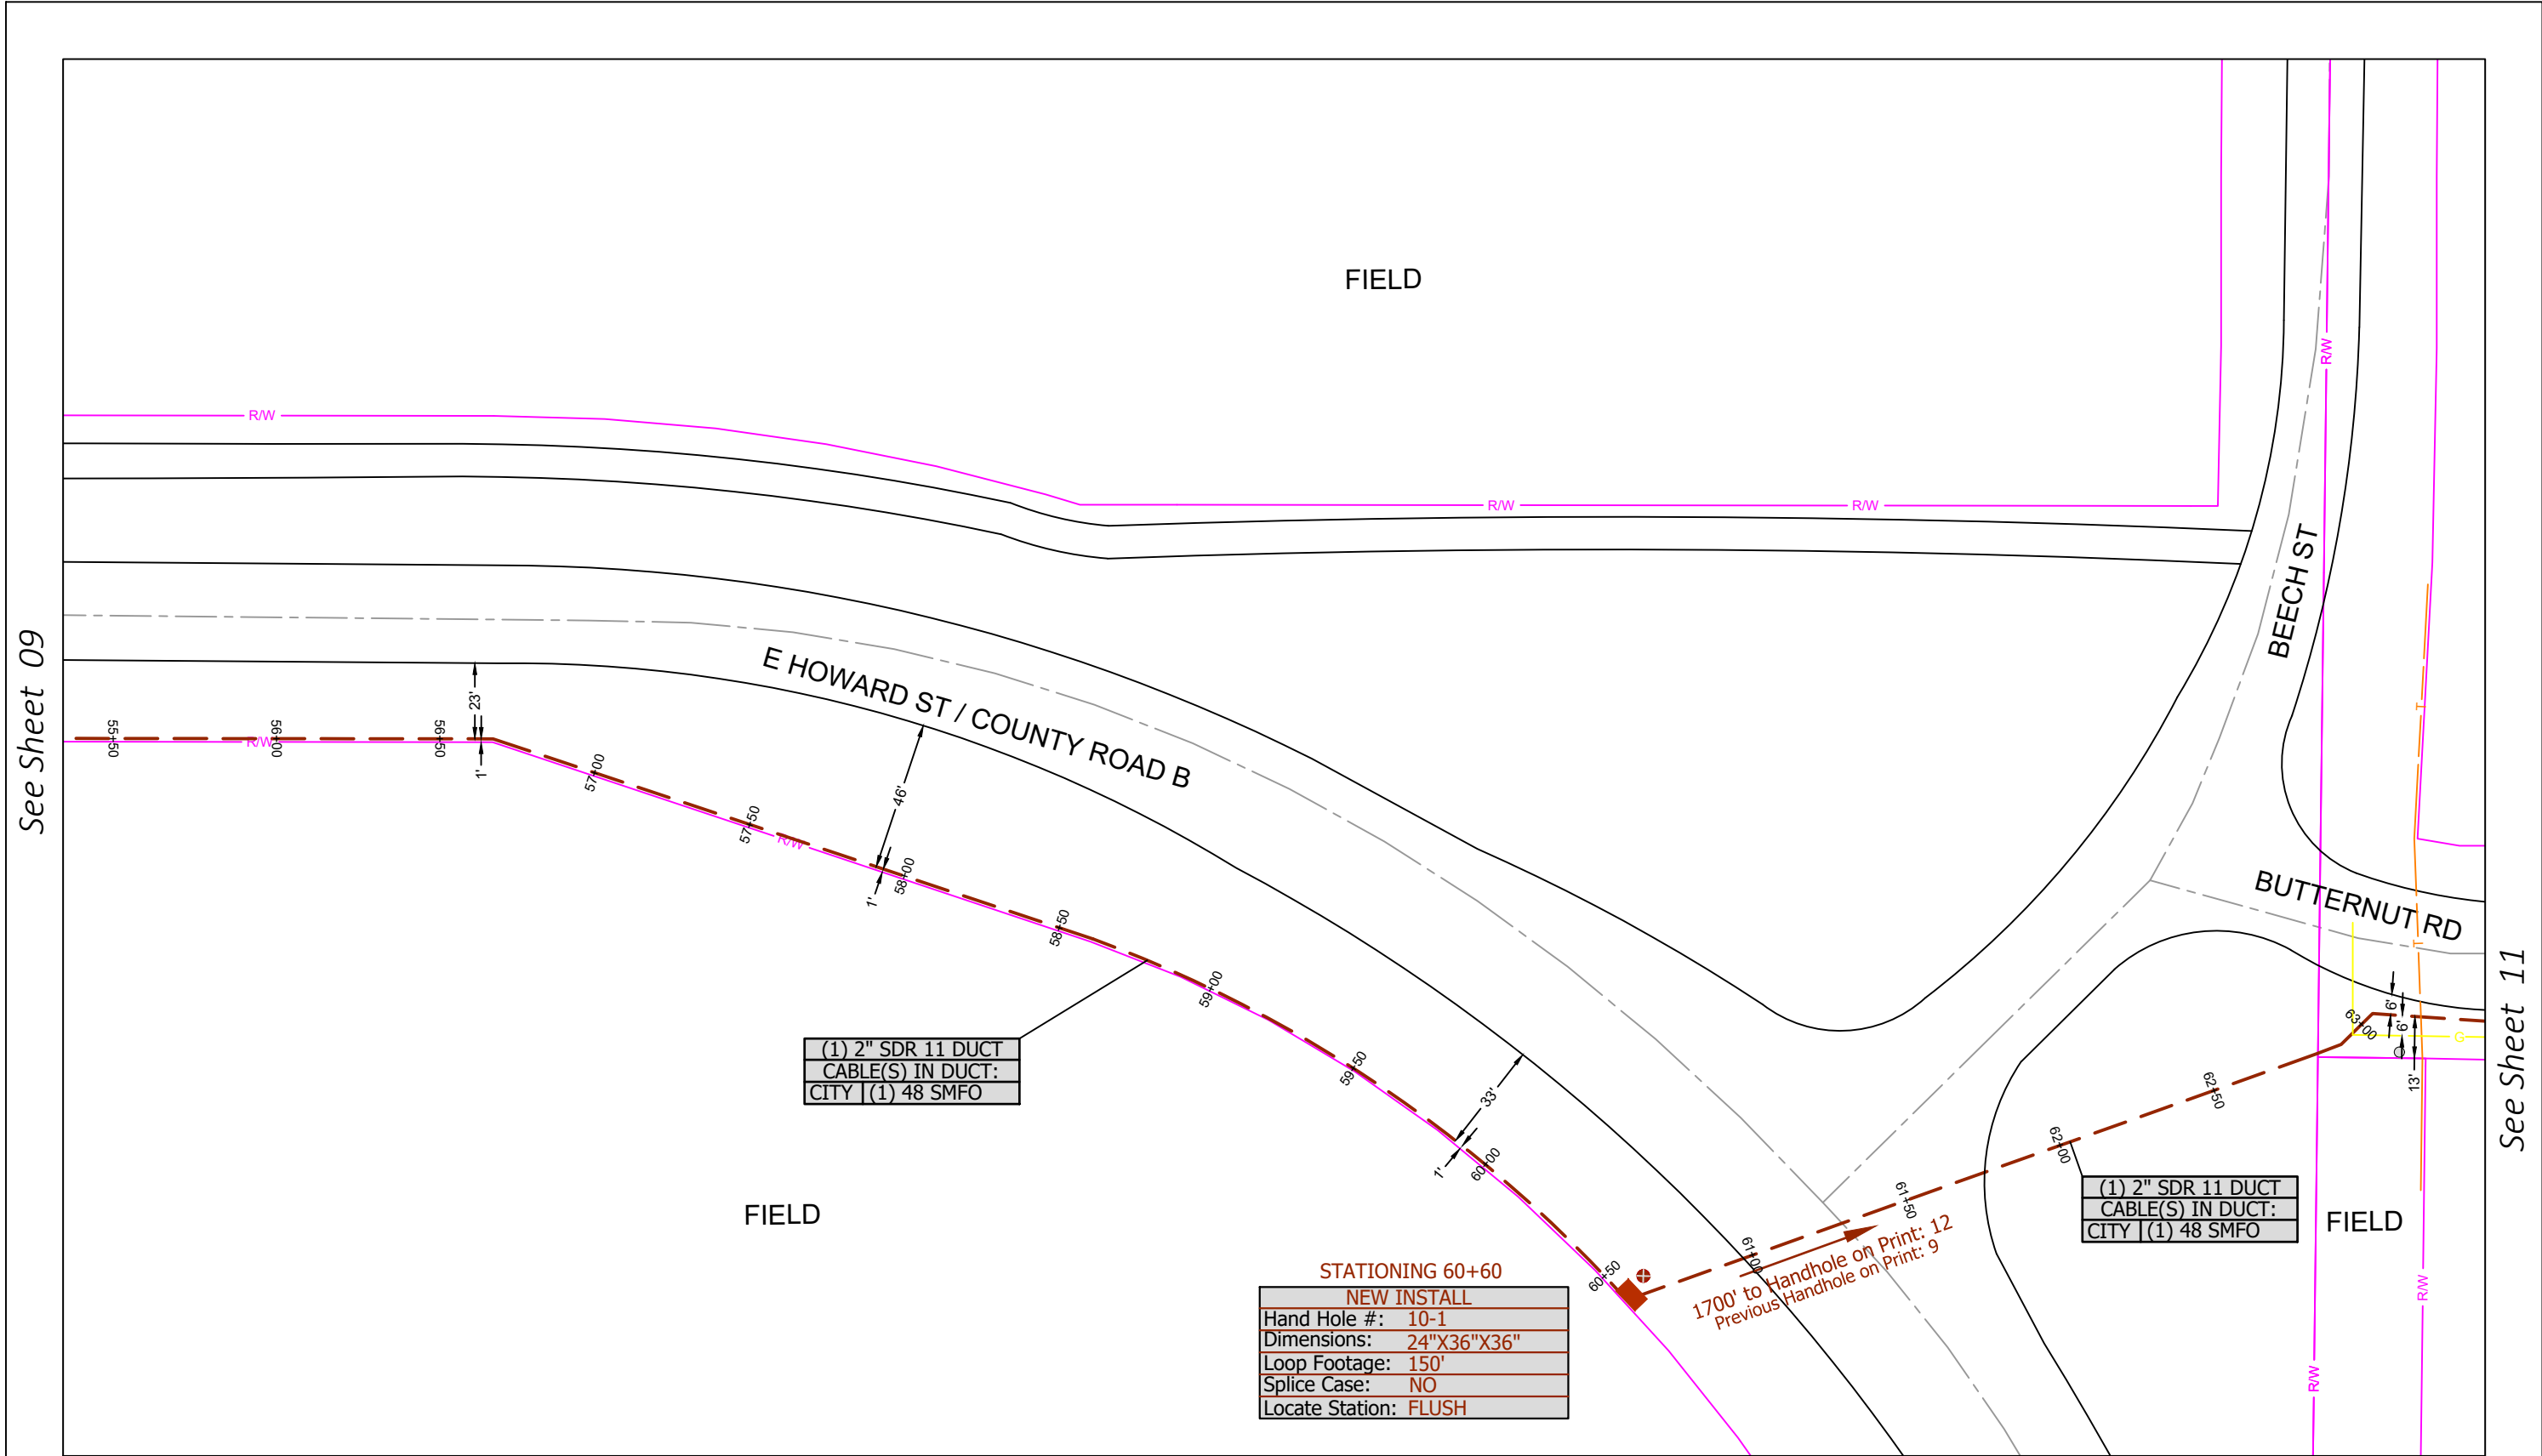 FIELD
R/W
R/W
R/W
R/W
BEECH ST
See Sheet 09
E HOWARD ST / COUNTY ROAD B
23'
55+50
56+00
56+50
R/W
1'
57+00
57+50
R/W
46'
1'
58+00
58+50
59+00
59+50
33'
1'
60+00
60+50
T
BUTTERNUT RD
T
See Sheet 11
6'
6'
63+00
G
13'
62+50
62+00
61+50
61+00
(1) 2" SDR 11 DUCT
CABLE(S) IN DUCT:
CITY (1) 48 SMFO
FIELD
(1) 2" SDR 11 DUCT
CABLE(S) IN DUCT:
CITY (1) 48 SMFO
FIELD
1700' to Handhole on Print: 12
Previous Handhole on Print: 9
STATIONING 60+60
NEW INSTALL
Hand Hole #: 10-1
Dimensions: 24"X36"X36"
Loop Footage: 150'
Splice Case: NO
Locate Station: FLUSH
R/W
R/W